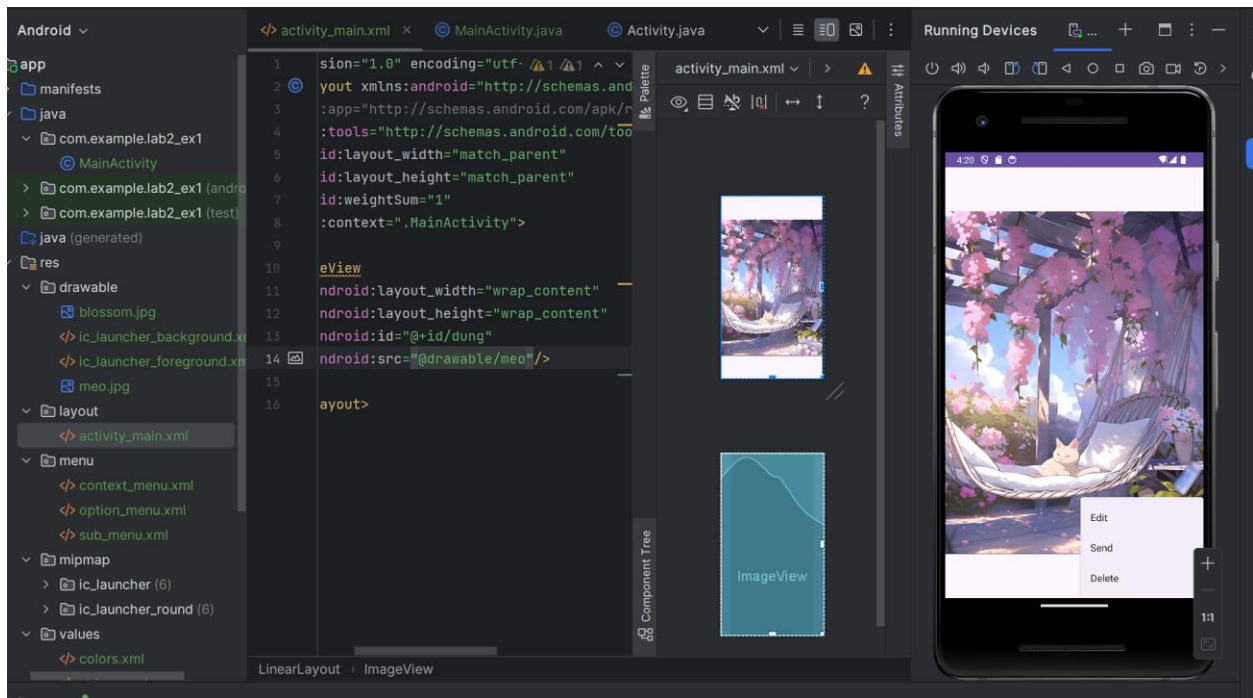 Android
activity_main.xml
MainActivity.java
Activity.java
Running Devices
app
manifests
java
com.example.lab2_ex1
MainActivity
com.example.lab2_ex1 (andro
com.example.lab2_ex1 (test)
java (generated)
res
drawable
blossom.jpg
ic_launcher_background.x
ic_launcher_foreground.xm
meo.jpg
layout
activity_main.xml
menu
context_menu.xml
option_menu.xml
sub_menu.xml
mipmap
ic_launcher (6)
ic_launcher_round (6)
values
colors.xml
1 sion="1.0" encoding="utf- 1 1
2 yout xmlns:android="http://schemas.and
3 :app="http://schemas.android.com/apk/r
4 :tools="http://schemas.android.com/too
5 id:layout_width="match_parent"
6 id:layout_height="match_parent"
7 id:weightSum="1"
8 :context=".MainActivity">
9
10 eView
11 ndroid:layout_width="wrap_content"
12 ndroid:layout_height="wrap_content"
13 ndroid:id="@+id/dung"
14 ndroid:src="@drawable/meo"/>
15
16 ayout>
LinearLayout > ImageView
Palette
Component Tree
activity_main.xml
?
ImageView
Attributes
4:20
Edit
Send
Delete
1:1